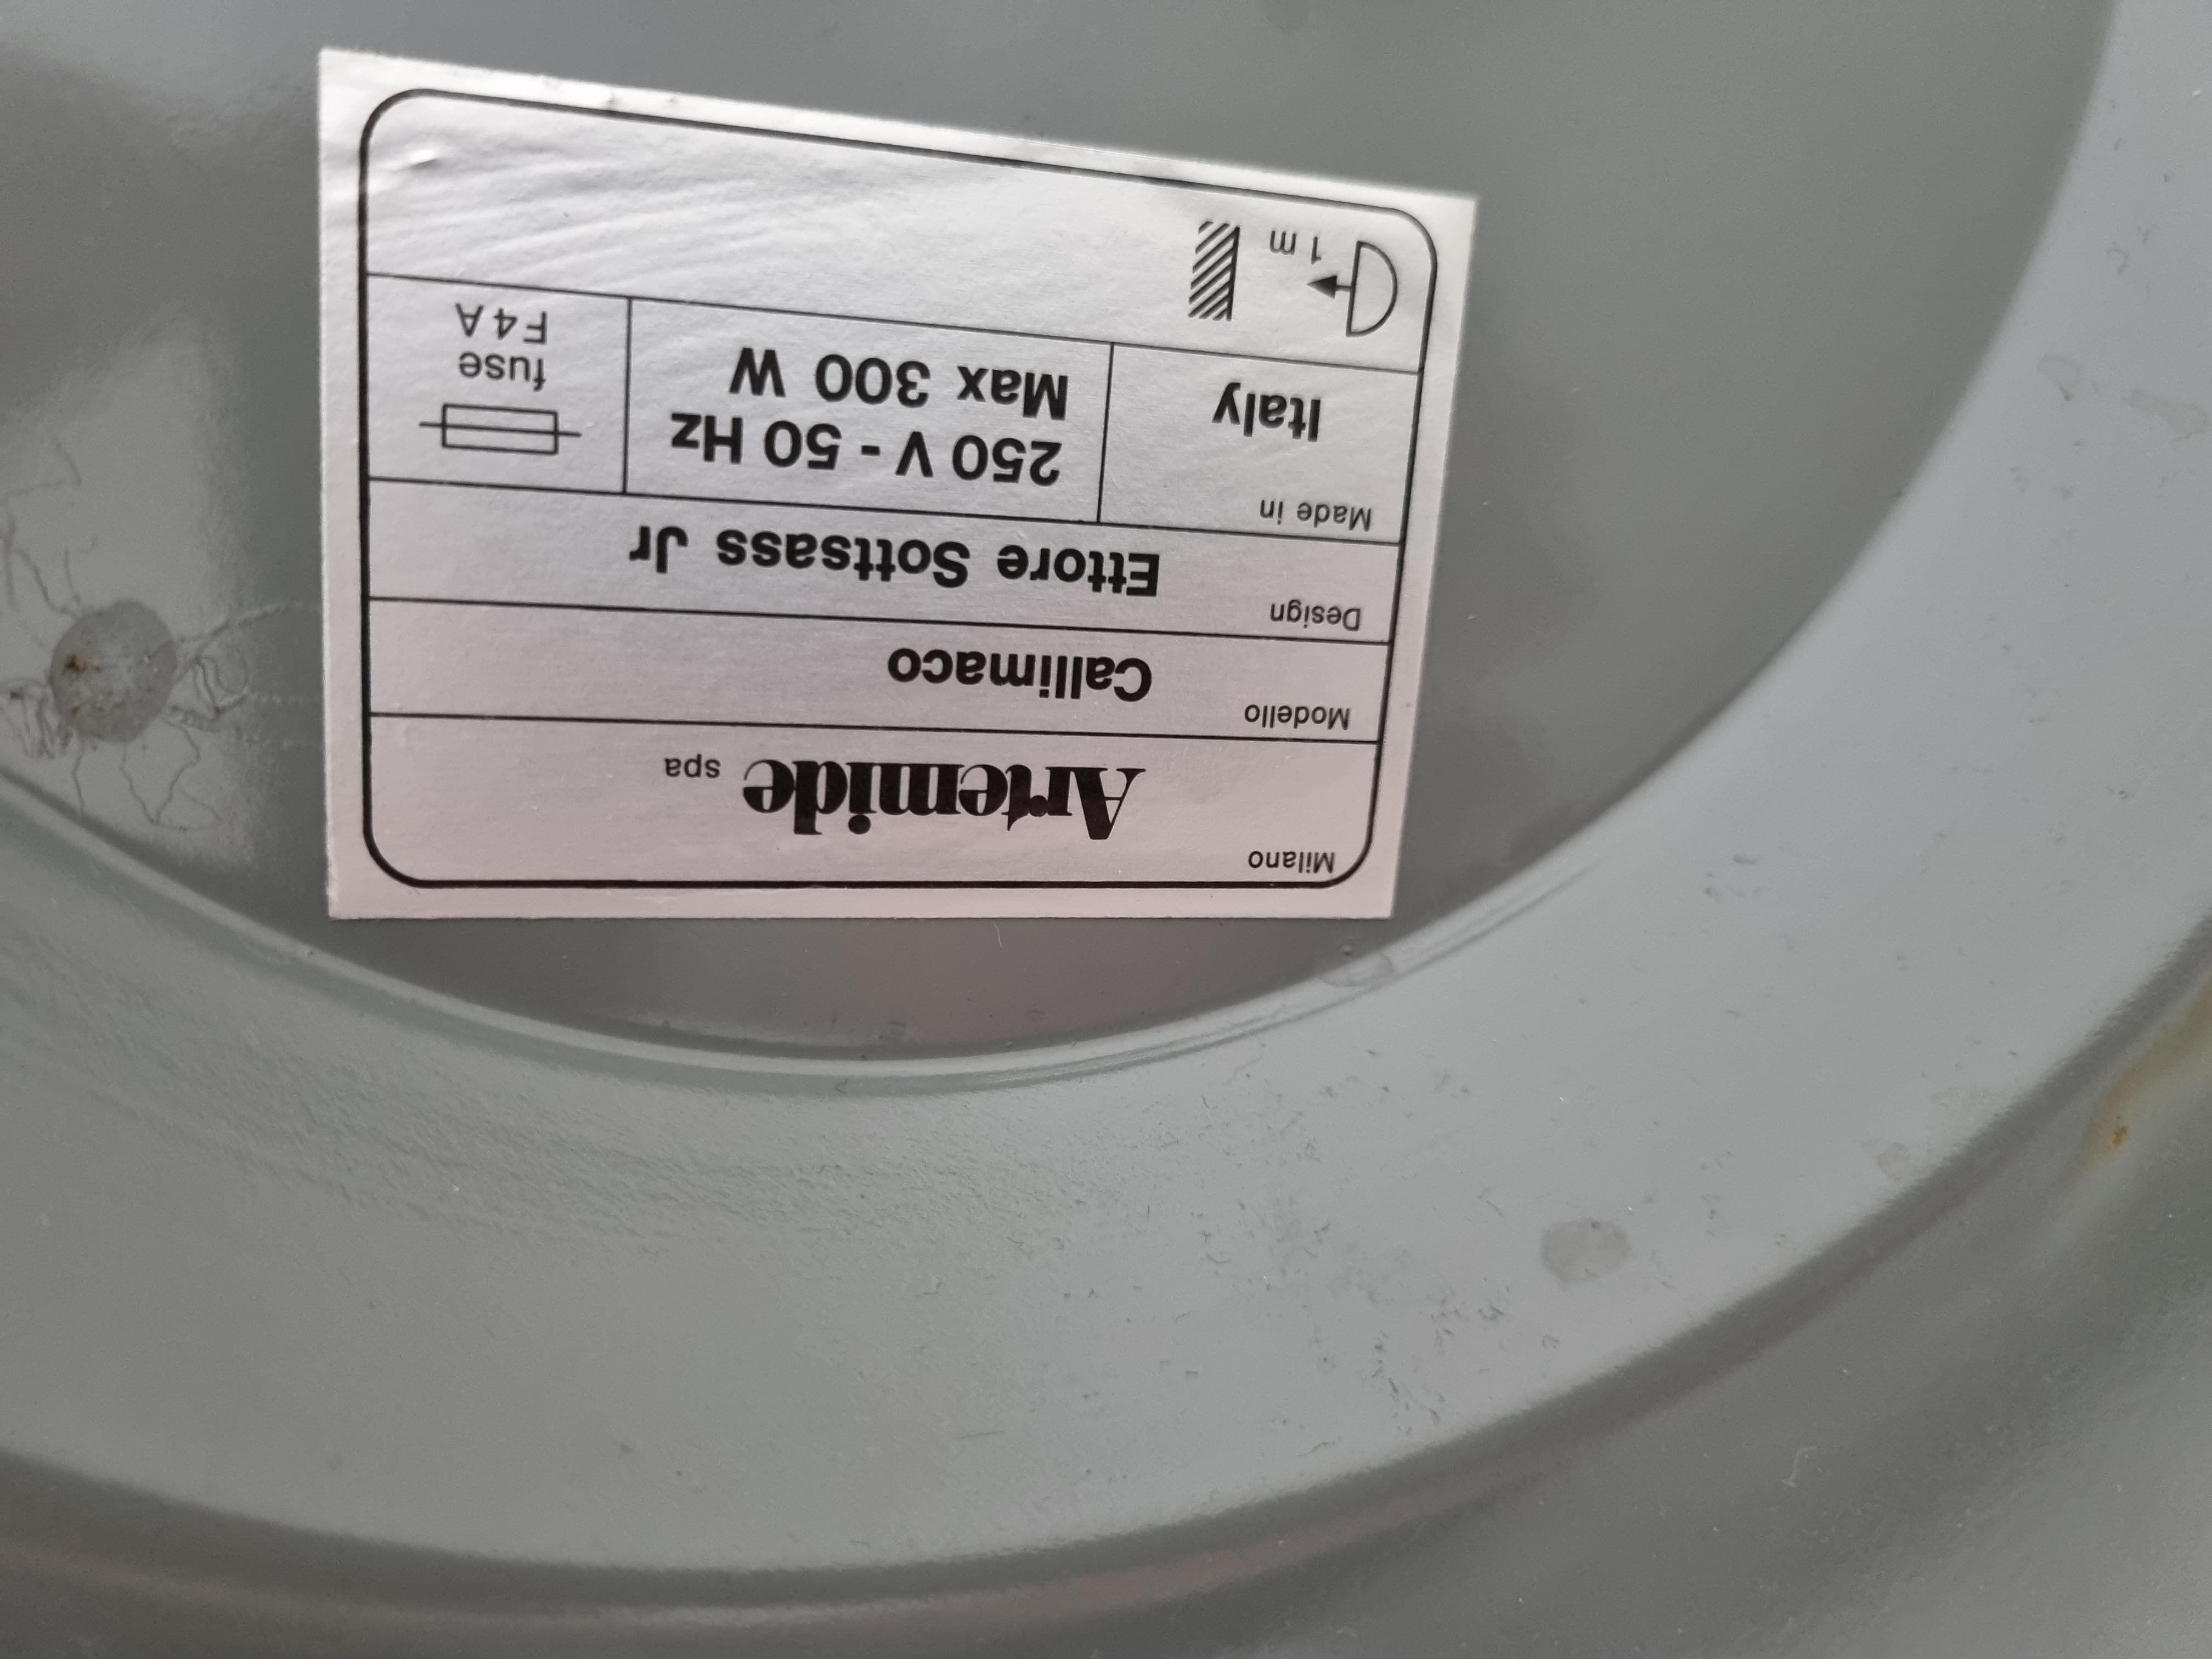 Milano
Artemide spa
Modello
Callimaco
Design
Ettore Sottsass Jr
Made in
Italy
250 V - 50 Hz
Max 300 W
fuse
F 4 A
1 m